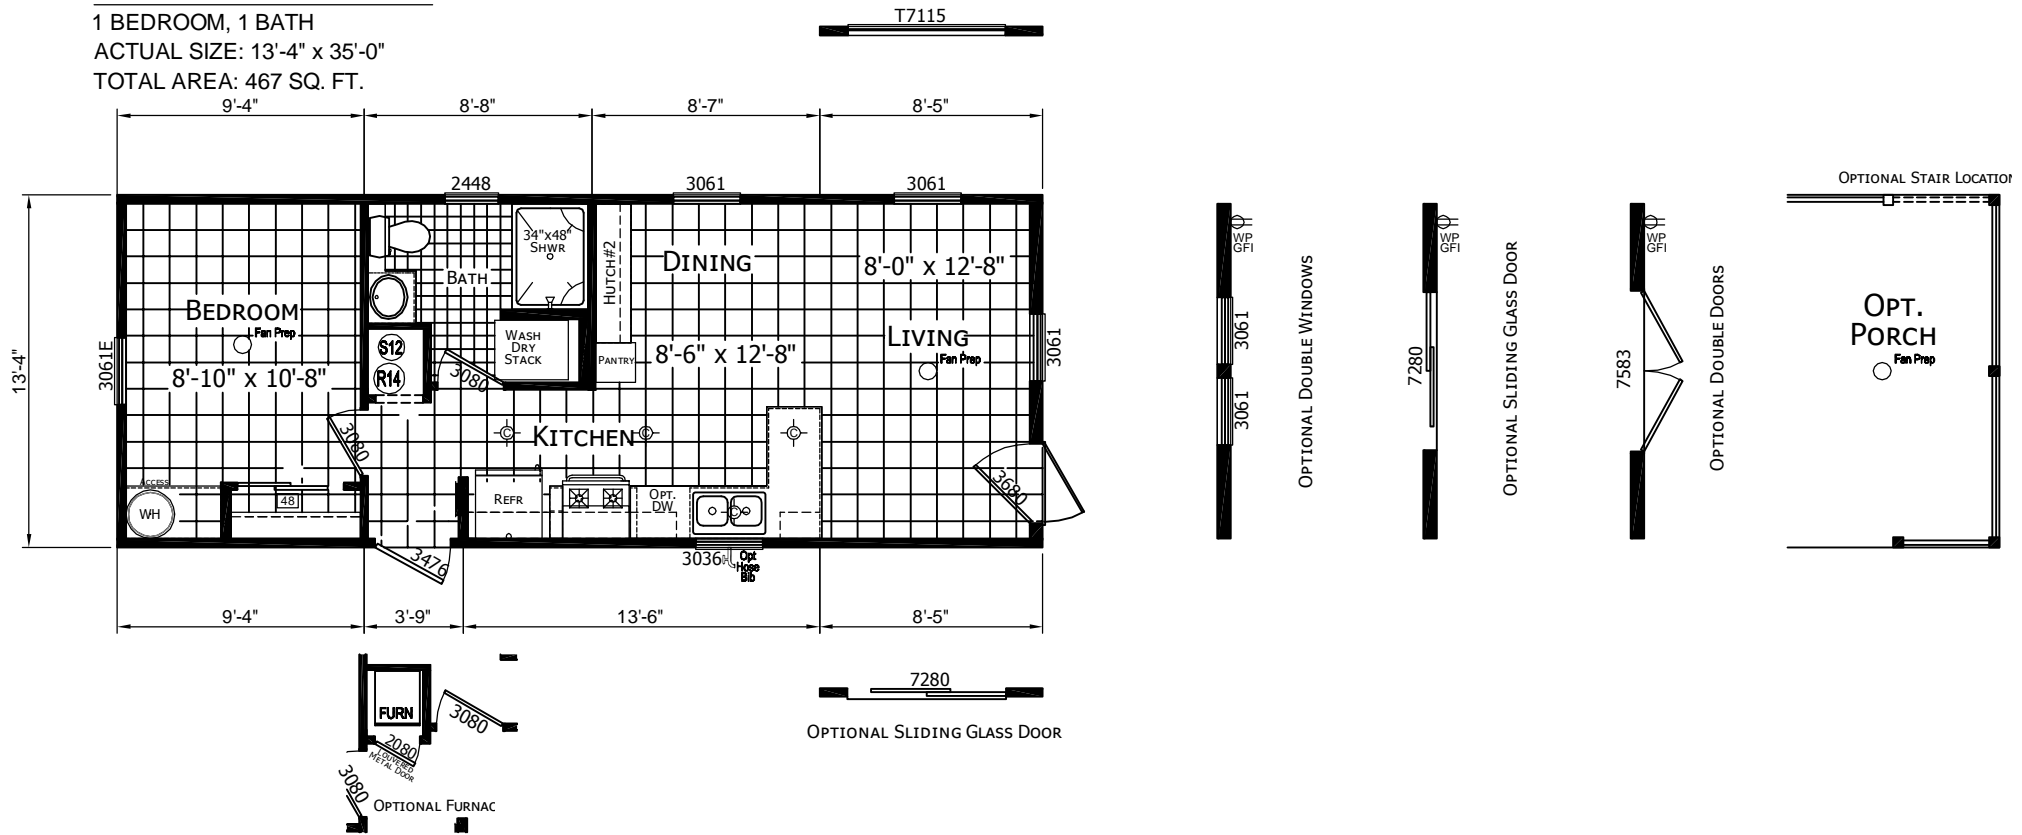 1 BEDROOM, 1 BATH
ACTUAL SIZE: 13'-4" x 35'-0"
TOTAL AREA: 467 SQ. FT.
T7115
9'-4"
8'-8"
8'-7"
8'-5"
13'-4"
2448
3061
3061
BEDROOM
Fan Prep
8'-10" x 10'-8"
3061E
BATH
34"x48"
SHWR
WASH
DRY
STACK
S12
R14
3080
3080
HUTCH#2
PANTRY
DINING
8'-6" x 12'-8"
8'-0" x 12'-8"
LIVING
Fan Prep
3061
KITCHEN
C
C
C
ACCESS
WH
48
REFR
OPT.
DW
C
3680
3476
3036
Opt
Hose
Bib
9'-4"
3'-9"
13'-6"
8'-5"
FURN
3080
2080
LOUVERED
METAL DOOR
3080
OPTIONAL FURNAC
7280
OPTIONAL SLIDING GLASS DOOR
WP
GFI
3061
3061
OPTIONAL DOUBLE WINDOWS
WP
GFI
7280
OPTIONAL SLIDING GLASS DOOR
WP
GFI
7583
OPTIONAL DOUBLE DOORS
OPTIONAL STAIR LOCATION
OPT.
PORCH
Fan Prep